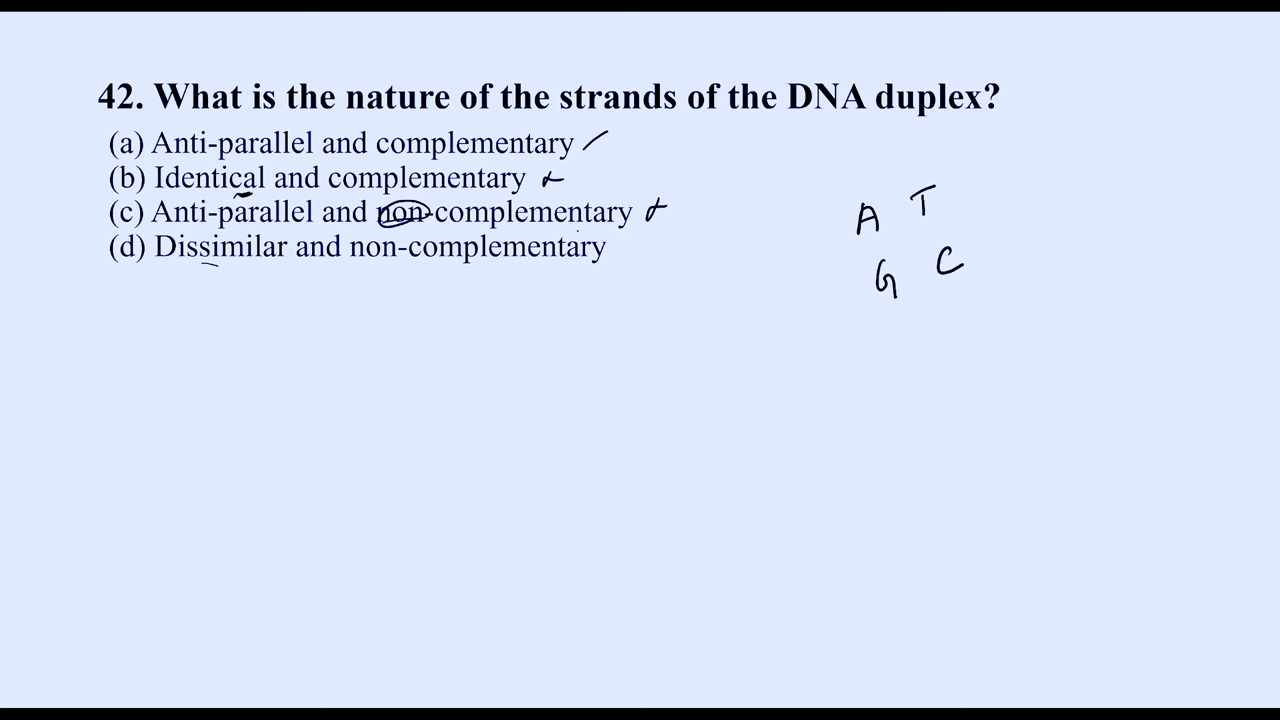 42. What is the nature of the strands of the DNA duplex?
(a) Anti-parallel and complementary
(b) Identical and complementary
(c) Anti-parallel and non-complementary
(d) Dissimilar and non-complementary
A T
G C